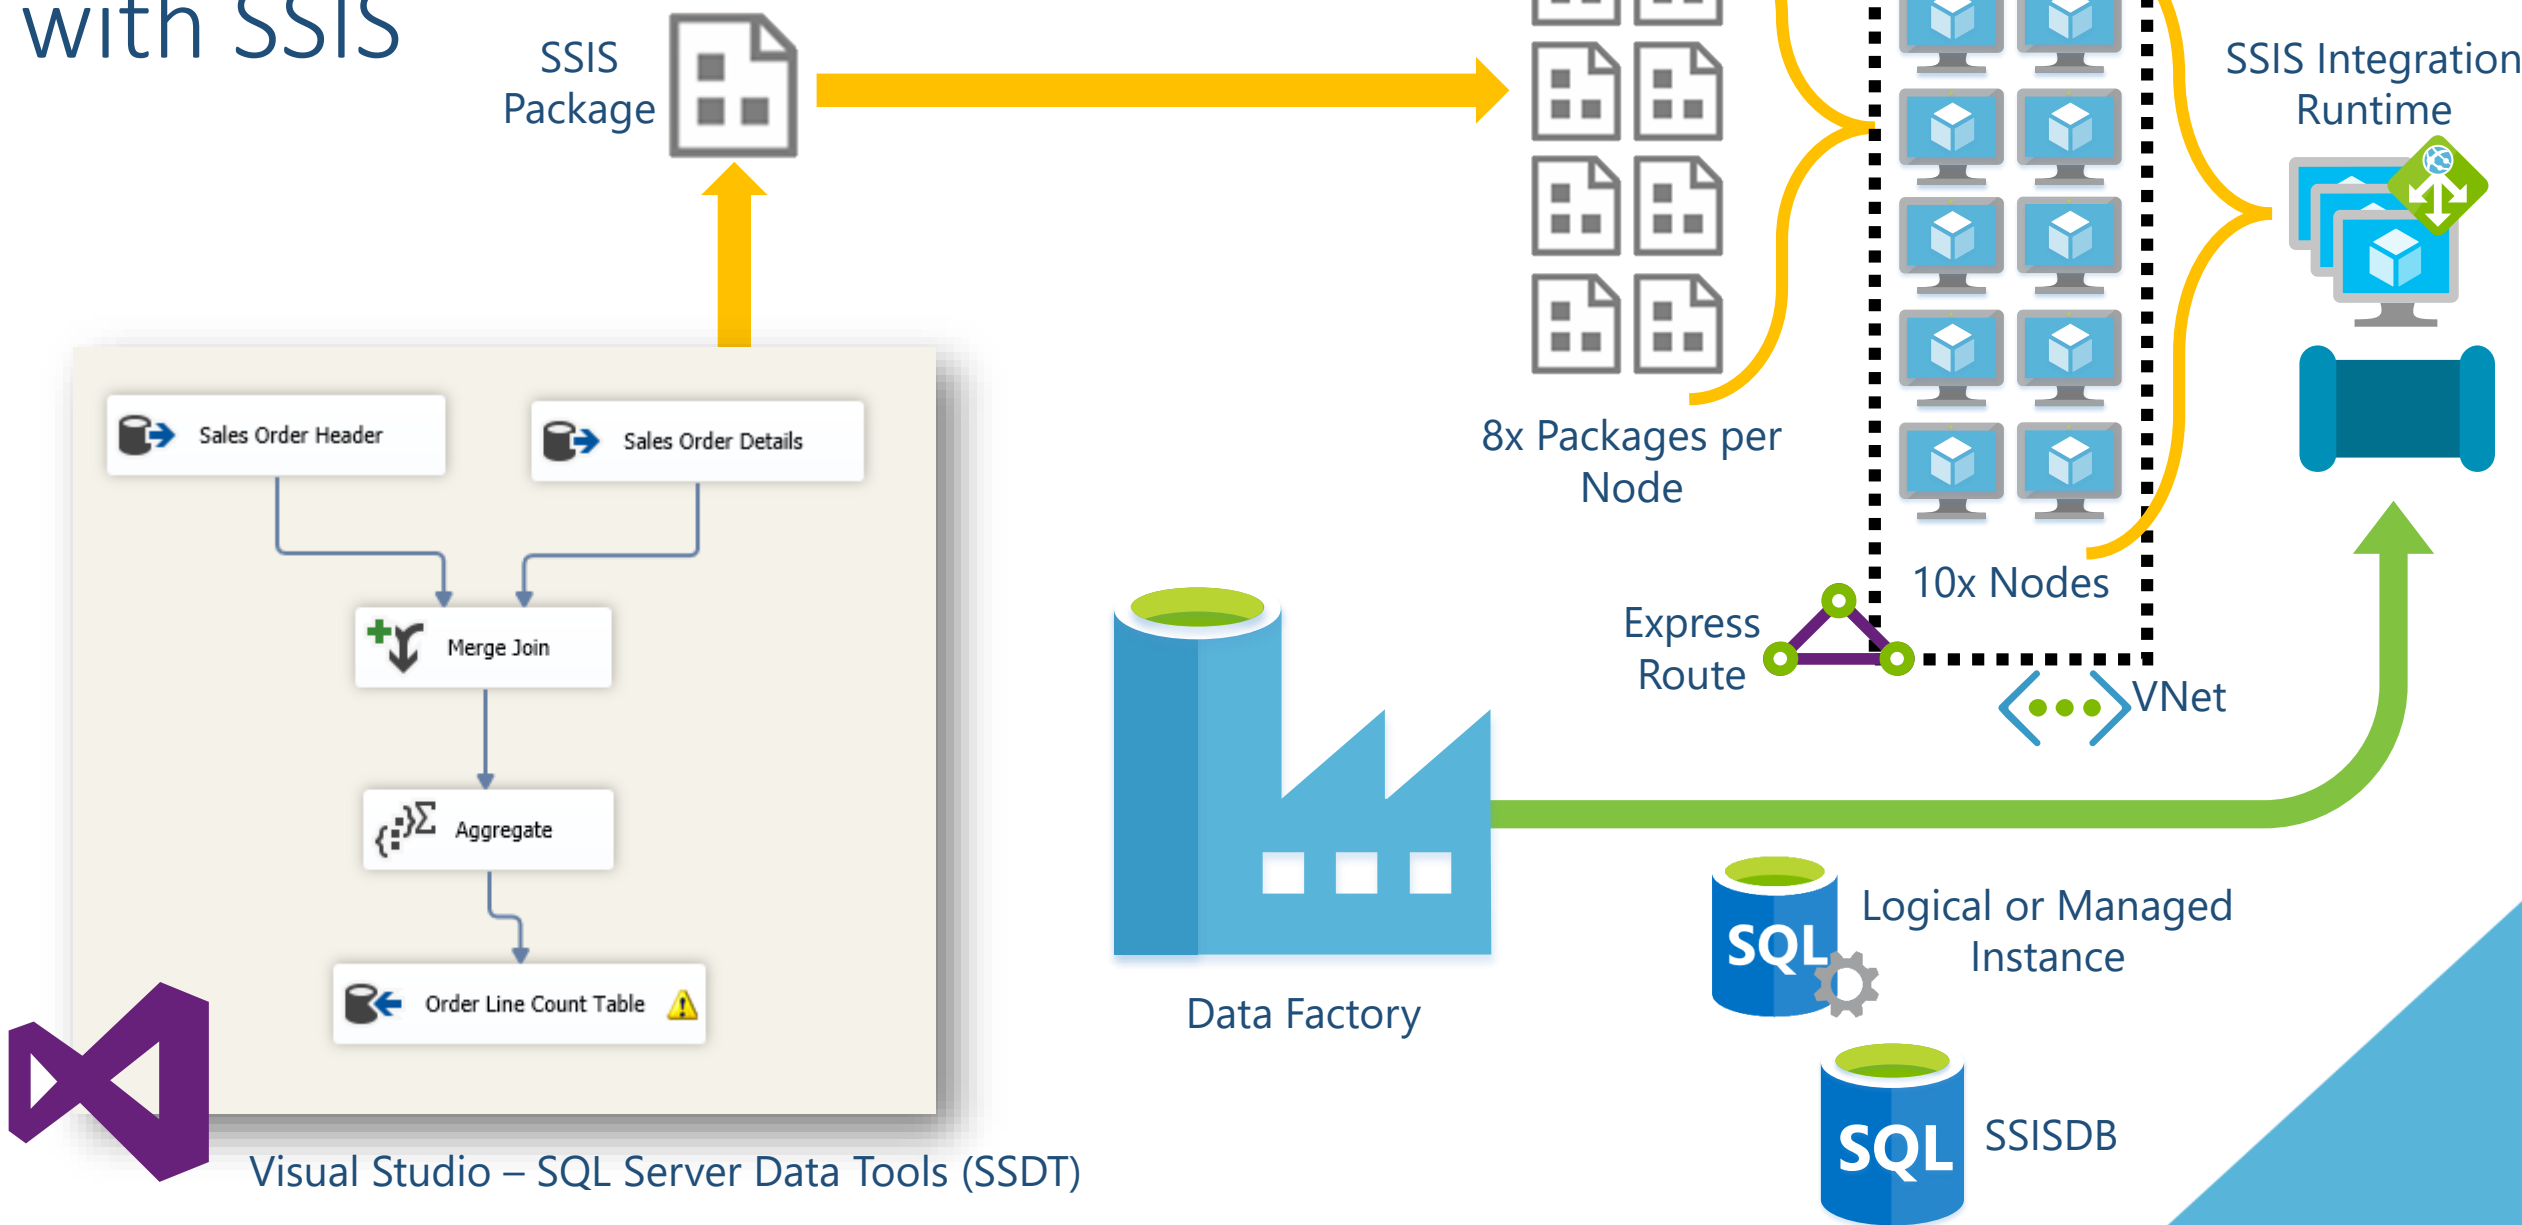 with SSIS
SSIS
Package
SSIS Integration
Runtime
Sales Order Header
Sales Order Details
8x Packages per
Node
10x Nodes
Express
Route
VNet
Merge Join
Aggregate
Order Line Count Table
Data Factory
SQL
Logical or Managed
Instance
SQL
SSISDB
Visual Studio – SQL Server Data Tools (SSDT)